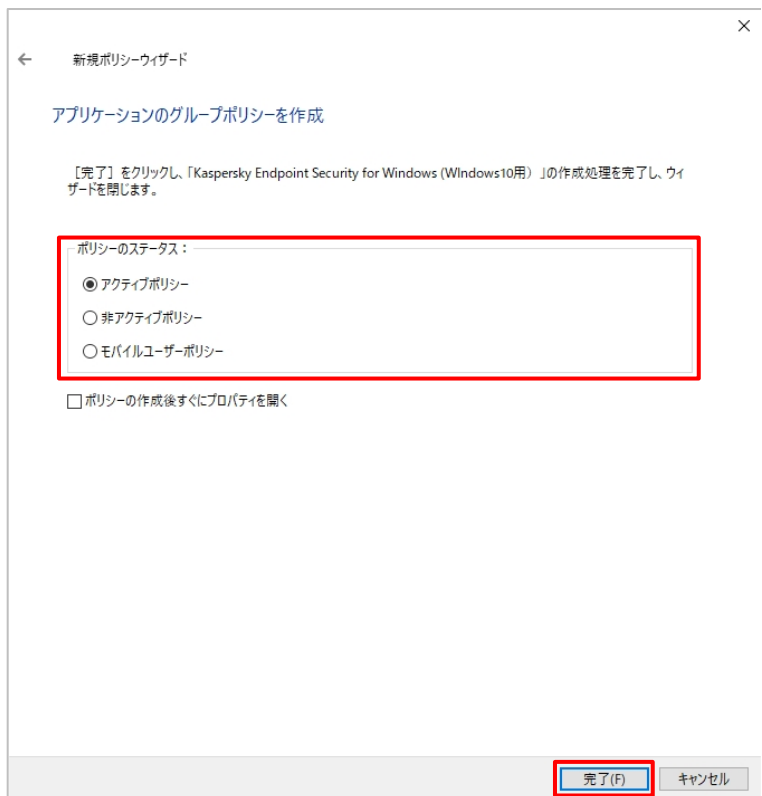 新規ポリシーウィザード
アプリケーションのグループポリシーを作成
[完了] をクリックし、「Kaspersky Endpoint Security for Windows (WIndows10用) 」の作成処理を完了し、ウィ
ザードを閉じます。
ポリシーのステータス：
アクティブポリシー
非アクティブポリシー
モバイルユーザーポリシー
ポリシーの作成後すぐにプロパティを開く
完了(F)
キャンセル